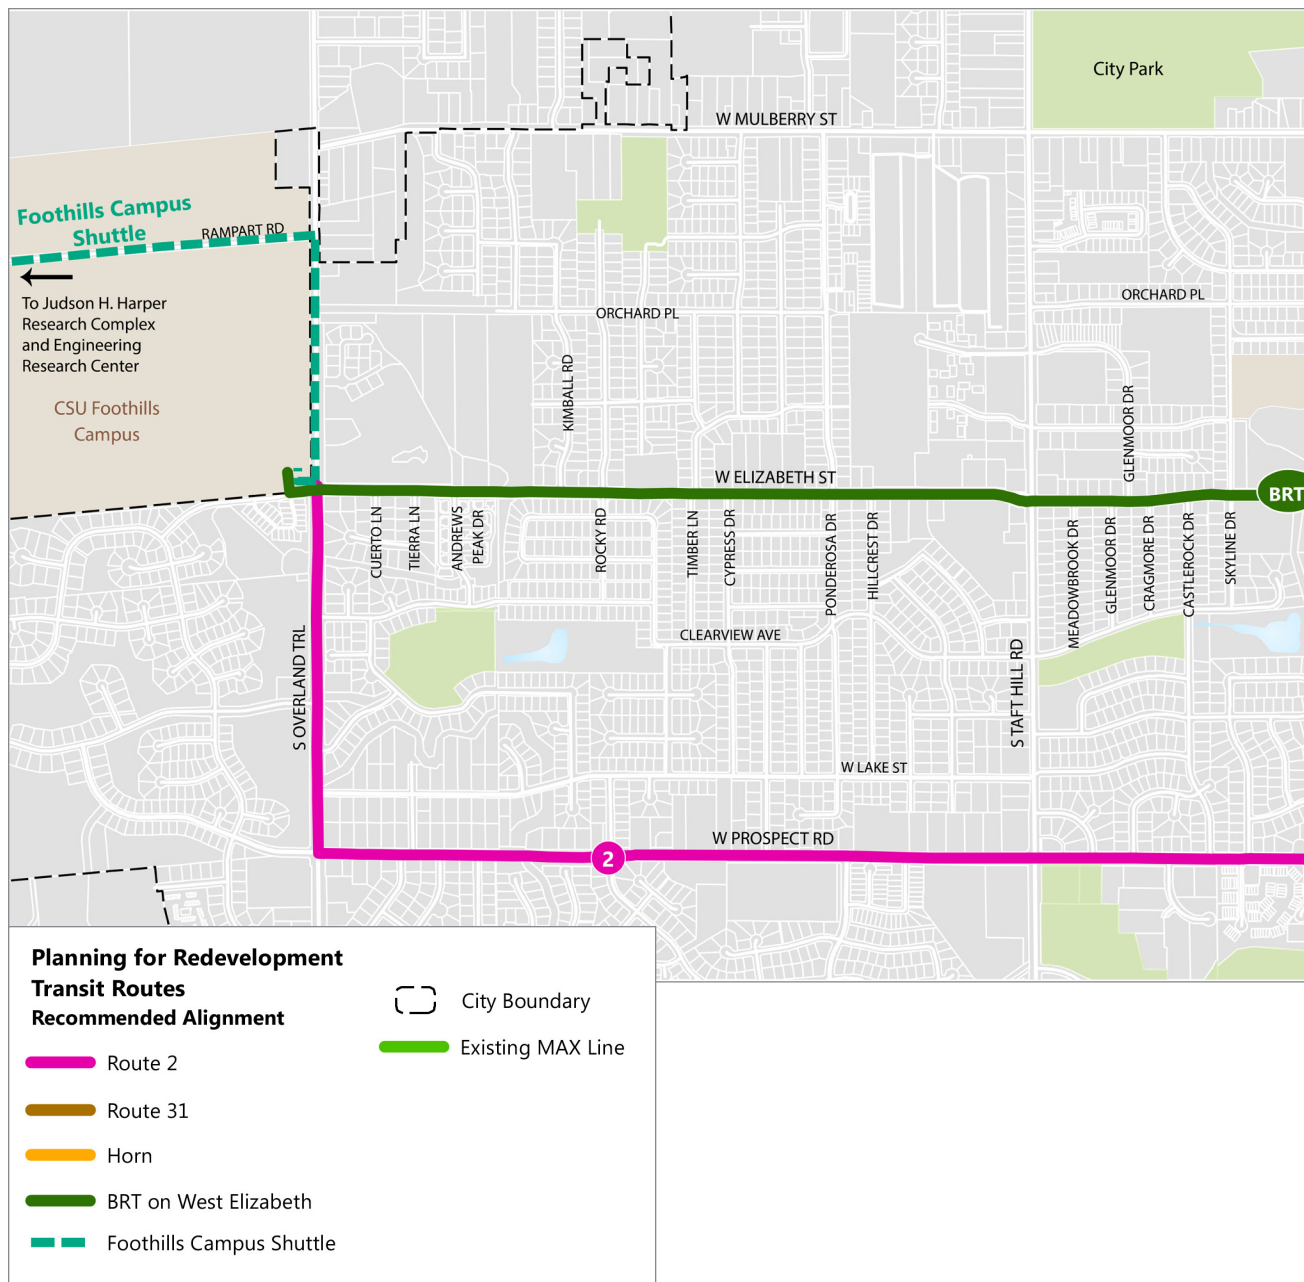 City Park
W MULBERRY ST
Foothills Campus
Shuttle
RAMPART RD
To Judson H. Harper
Research Complex
and Engineering
Research Center
ORCHARD PL
ORCHARD PL
KIMBALL RD
GLENMOOR DR
CSU Foothills
Campus
W ELIZABETH ST
BRT
CUERTO LN
TIERRA LN
ANDREWS
PEAK DR
ROCKY RD
TIMBER LN
CYPRESS DR
PONDEROSA DR
HILLCREST DR
MEADOWBROOK DR
GLENMOOR DR
CRAGMORE DR
CASTLEROCK DR
SKYLINE DR
CLEARVIEW AVE
S OVERLAND TRL
S TAFT HILL RD
W LAKE ST
W PROSPECT RD
2
Planning for Redevelopment
Transit Routes
Recommended Alignment
Route 2
Route 31
Horn
BRT on West Elizabeth
Foothills Campus Shuttle
City Boundary
Existing MAX Line